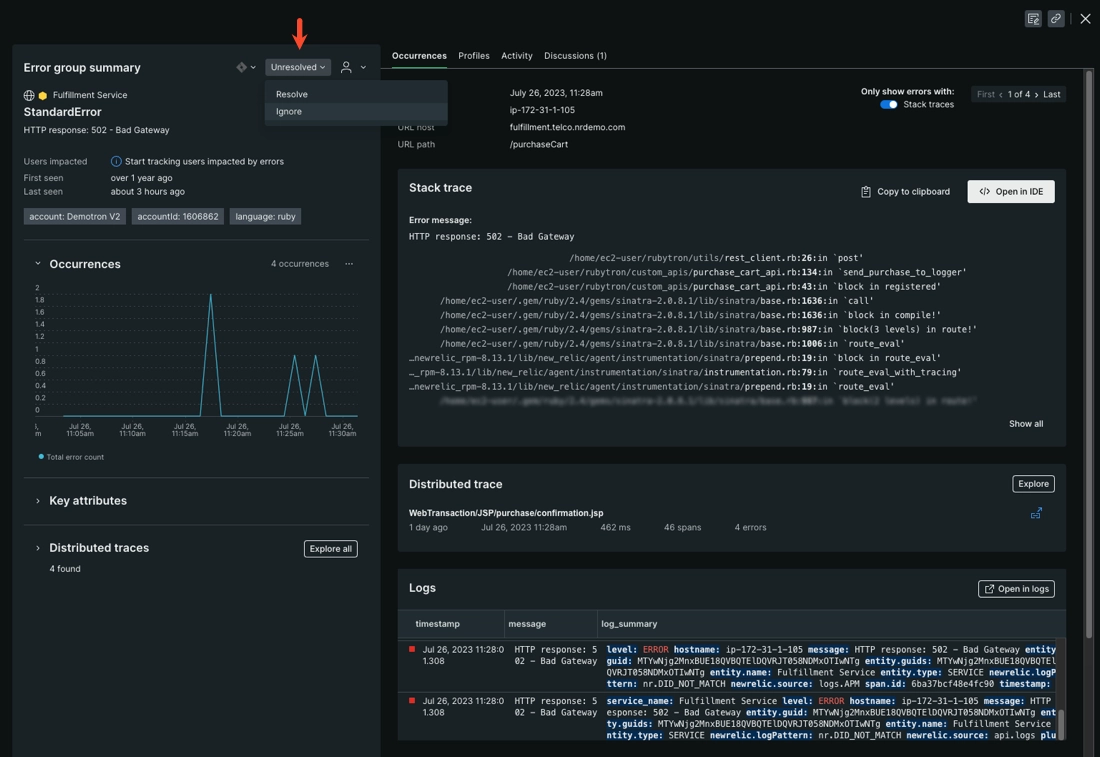 Error group summary
Unresolved
Resolve
Ignore
Fulfillment Service
StandardError
HTTP response: 502 - Bad Gateway
Users impacted Start tracking users impacted by errors
First seen over 1 year ago
Last seen about 3 hours ago
account: Demotron V2 accountId: 1606862 language: ruby
Occurrences 4 occurrences ...
2
1.8
1.6
1.4
1.2
1
0.8
0.6
0.4
0.2
0
Jul 26, 11:05am
Jul 26, 11:10am
Jul 26, 11:15am
Jul 26, 11:20am
Jul 26, 11:25am
Jul 26, 11:30am
Total error count
Key attributes
Distributed traces Explore all
4 found
Occurrences Profiles Activity Discussions (1)
July 26, 2023, 11:28am
ip-172-31-1-105
URL host fulfillment.telco.nrdemo.com
URL path /purchaseCart
Only show errors with:
Stack traces
First ‹ 1 of 4 › Last
Stack trace
Copy to clipboard
</> Open in IDE
Error message:
HTTP response: 502 - Bad Gateway
/home/ec2-user/rubytron/utils/rest_client.rb:26:in `post'
/home/ec2-user/rubytron/custom_apis/purchase_cart_api.rb:134:in `send_purchase_to_logger'
/home/ec2-user/rubytron/custom_apis/purchase_cart_api.rb:43:in `block in registered'
/home/ec2-user/.gem/ruby/2.4/gems/sinatra-2.0.8.1/lib/sinatra/base.rb:1636:in `call'
/home/ec2-user/.gem/ruby/2.4/gems/sinatra-2.0.8.1/lib/sinatra/base.rb:1636:in `block in compile!'
/home/ec2-user/.gem/ruby/2.4/gems/sinatra-2.0.8.1/lib/sinatra/base.rb:987:in `block(3 levels) in route!'
/home/ec2-user/.gem/ruby/2.4/gems/sinatra-2.0.8.1/lib/sinatra/base.rb:1006:in `route_eval'
…newrelic_rpm-8.13.1/lib/new_relic/agent/instrumentation/sinatra/prepend.rb:19:in `block in route_eval'
…_rpm-8.13.1/lib/new_relic/agent/instrumentation/sinatra/instrumentation.rb:79:in `route_eval_with_tracing'
…newrelic_rpm-8.13.1/lib/new_relic/agent/instrumentation/sinatra/prepend.rb:19:in `route_eval'
Show all
Distributed trace Explore
WebTransaction/JSP/purchase/confirmation.jsp
1 day ago Jul 26, 2023 11:28am 462 ms 46 spans 4 errors
Logs Open in logs
timestamp message log_summary
Jul 26, 2023 11:28:0 HTTP response: 5 level: ERROR hostname: ip-172-31-1-105 message: HTTP response: 502 - Bad Gateway entity
1.308 02 - Bad Gateway guid: MTYwNjg2MnxBUE18QVBQTElDQVRJT058NDMxOTIwNTg entity.guids: MTYwNjg2MnxBUE18QVBQTEl
QVRJT058NDMxOTIwNTg entity.name: Fulfillment Service entity.type: SERVICE newrelic.logP
ttern: nr.DID_NOT_MATCH newrelic.source: logs.APM span.id: 6ba37bcf48e4fc90 timestamp:
Jul 26, 2023 11:28:0 HTTP response: 5 service_name: Fulfillment Service level: ERROR hostname: ip-172-31-1-105 message: HTTP
1.308 02 - Bad Gateway esponse: 502 - Bad Gateway entity.guid: MTYwNjg2MnxBUE18QVBQTElDQVRJT058NDMxOTIwNTg ent
ty.guids: MTYwNjg2MnxBUE18QVBQTElDQVRJT058NDMxOTIwNTg entity.name: Fulfillment Service
ntity.type: SERVICE newrelic.logPattern: nr.DID_NOT_MATCH newrelic.source: api.logs plu